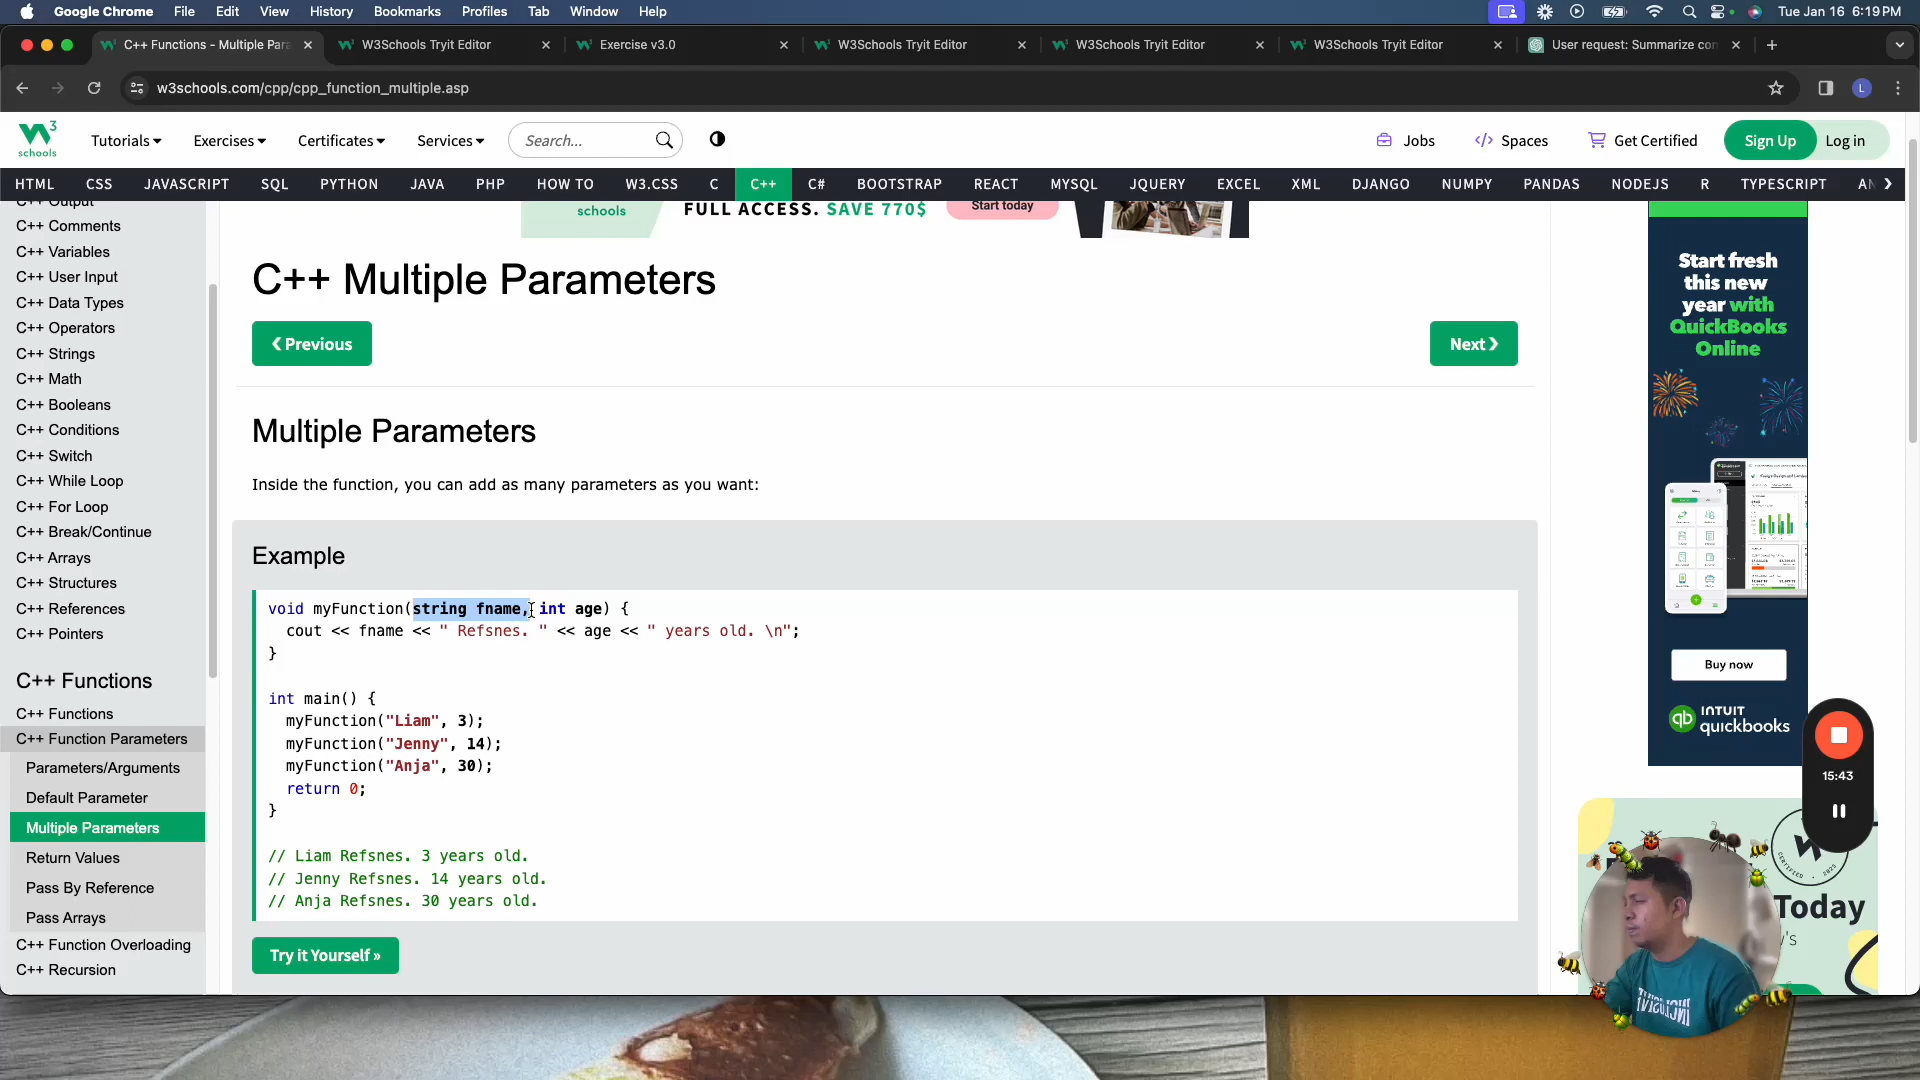 Google Chrome File Edit View History Bookmarks Profiles Tab Window Help
Tue Jan 16 6:19 PM
C++ Functions - Multiple Para
W3Schools Tryit Editor
Exercise v3.0
W3Schools Tryit Editor
W3Schools Tryit Editor
W3Schools Tryit Editor
User request: Summarize con
w3schools.com/cpp/cpp_function_multiple.asp
L
W3 schools
Tutorials
Exercises
Certificates
Services
Search...
Jobs
Spaces
Get Certified
Sign Up
Log in
HTML CSS JAVASCRIPT SQL PYTHON JAVA PHP HOW TO W3.CSS C C++ C# BOOTSTRAP REACT MYSQL JQUERY EXCEL XML DJANGO NUMPY PANDAS NODEJS R TYPESCRIPT AN ❯
C++ Output
C++ Comments
C++ Variables
C++ User Input
C++ Data Types
C++ Operators
C++ Strings
C++ Math
C++ Booleans
C++ Conditions
C++ Switch
C++ While Loop
C++ For Loop
C++ Break/Continue
C++ Arrays
C++ Structures
C++ References
C++ Pointers
C++ Functions
C++ Functions
C++ Function Parameters
Parameters/Arguments
Default Parameter
Multiple Parameters
Return Values
Pass By Reference
Pass Arrays
C++ Function Overloading
C++ Recursion
schools
FULL ACCESS. SAVE 770$
Start today
C++ Multiple Parameters
❮ Previous
Next ❯
Multiple Parameters
Inside the function, you can add as many parameters as you want:
Example
void myFunction(string fname, int age) {
  cout << fname << " Refsnes. " << age << " years old. \n";
}
int main() {
  myFunction("Liam", 3);
  myFunction("Jenny", 14);
  myFunction("Anja", 30);
  return 0;
}
// Liam Refsnes. 3 years old.
// Jenny Refsnes. 14 years old.
// Anja Refsnes. 30 years old.
Try it Yourself »
Start fresh
this new
year with
QuickBooks
Online
Buy now
qb INTUIT
quickbooks
15:43
W
CERTIFIED
Today
's